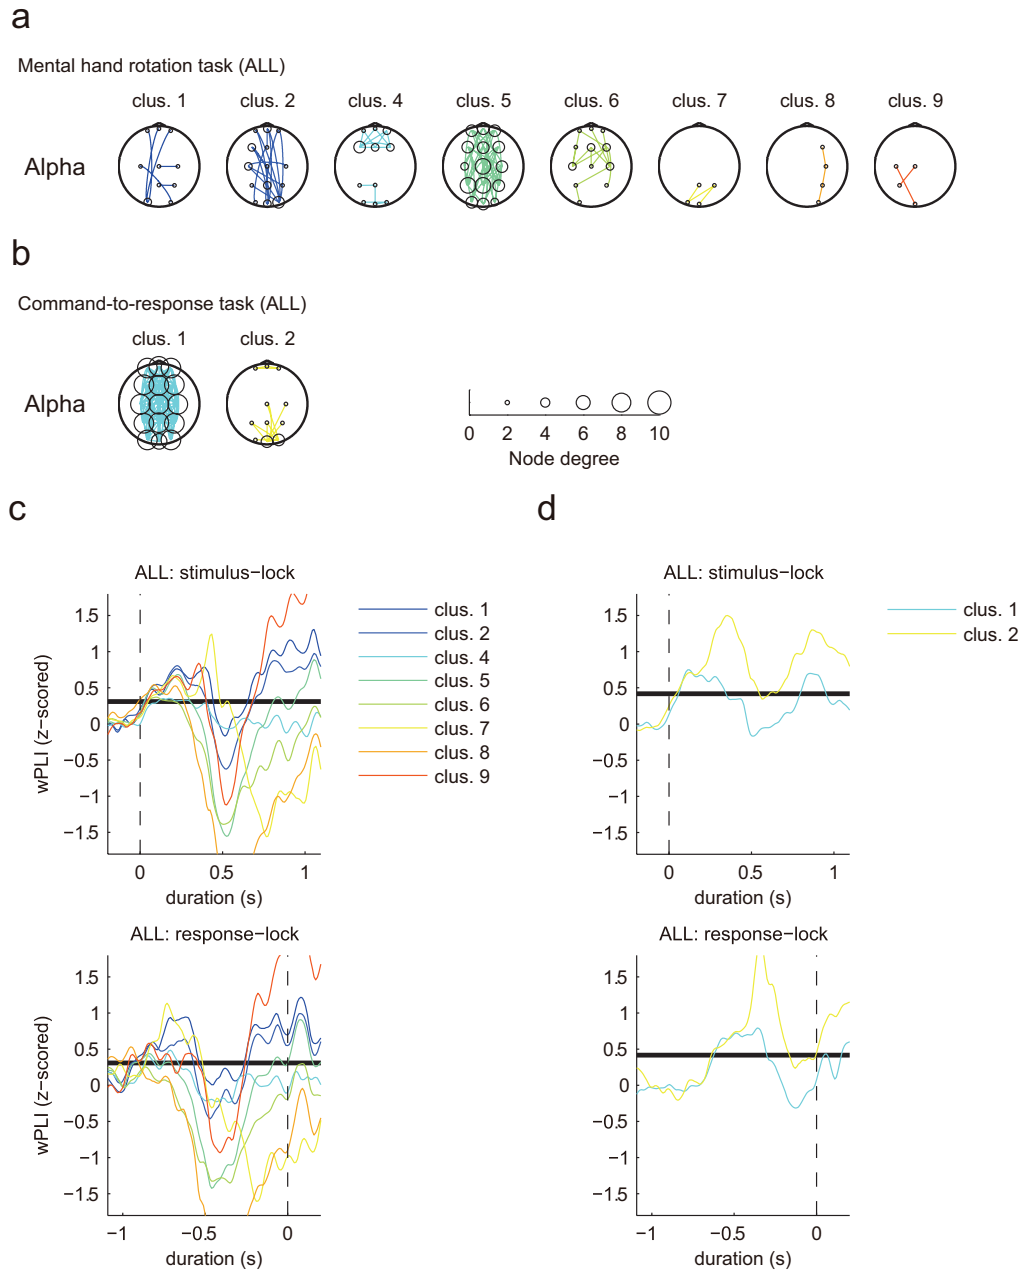 a
Mental hand rotation task (ALL)
clus. 1 clus. 2 clus. 4 clus. 5 clus. 6 clus. 7 clus. 8 clus. 9
Alpha
b
Command-to-response task (ALL)
clus. 1 clus. 2
Alpha
0 2 4 6 8 10
Node degree
c
ALL: stimulus−lock
1.5
1
0.5
0
−0.5
−1
−1.5
wPLI (z−scored)
0 0.5 1
duration (s)
clus. 1
clus. 2
clus. 4
clus. 5
clus. 6
clus. 7
clus. 8
clus. 9
ALL: response−lock
1.5
1
0.5
0
−0.5
−1
−1.5
wPLI (z−scored)
−1 −0.5 0
duration (s)
d
ALL: stimulus−lock
1.5
1
0.5
0
−0.5
−1
−1.5
0 0.5 1
duration (s)
clus. 1
clus. 2
ALL: response−lock
1.5
1
0.5
0
−0.5
−1
−1.5
−1 −0.5 0
duration (s)